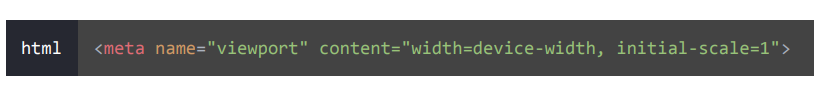 html <meta name="viewport" content="width=device-width, initial-scale=1">